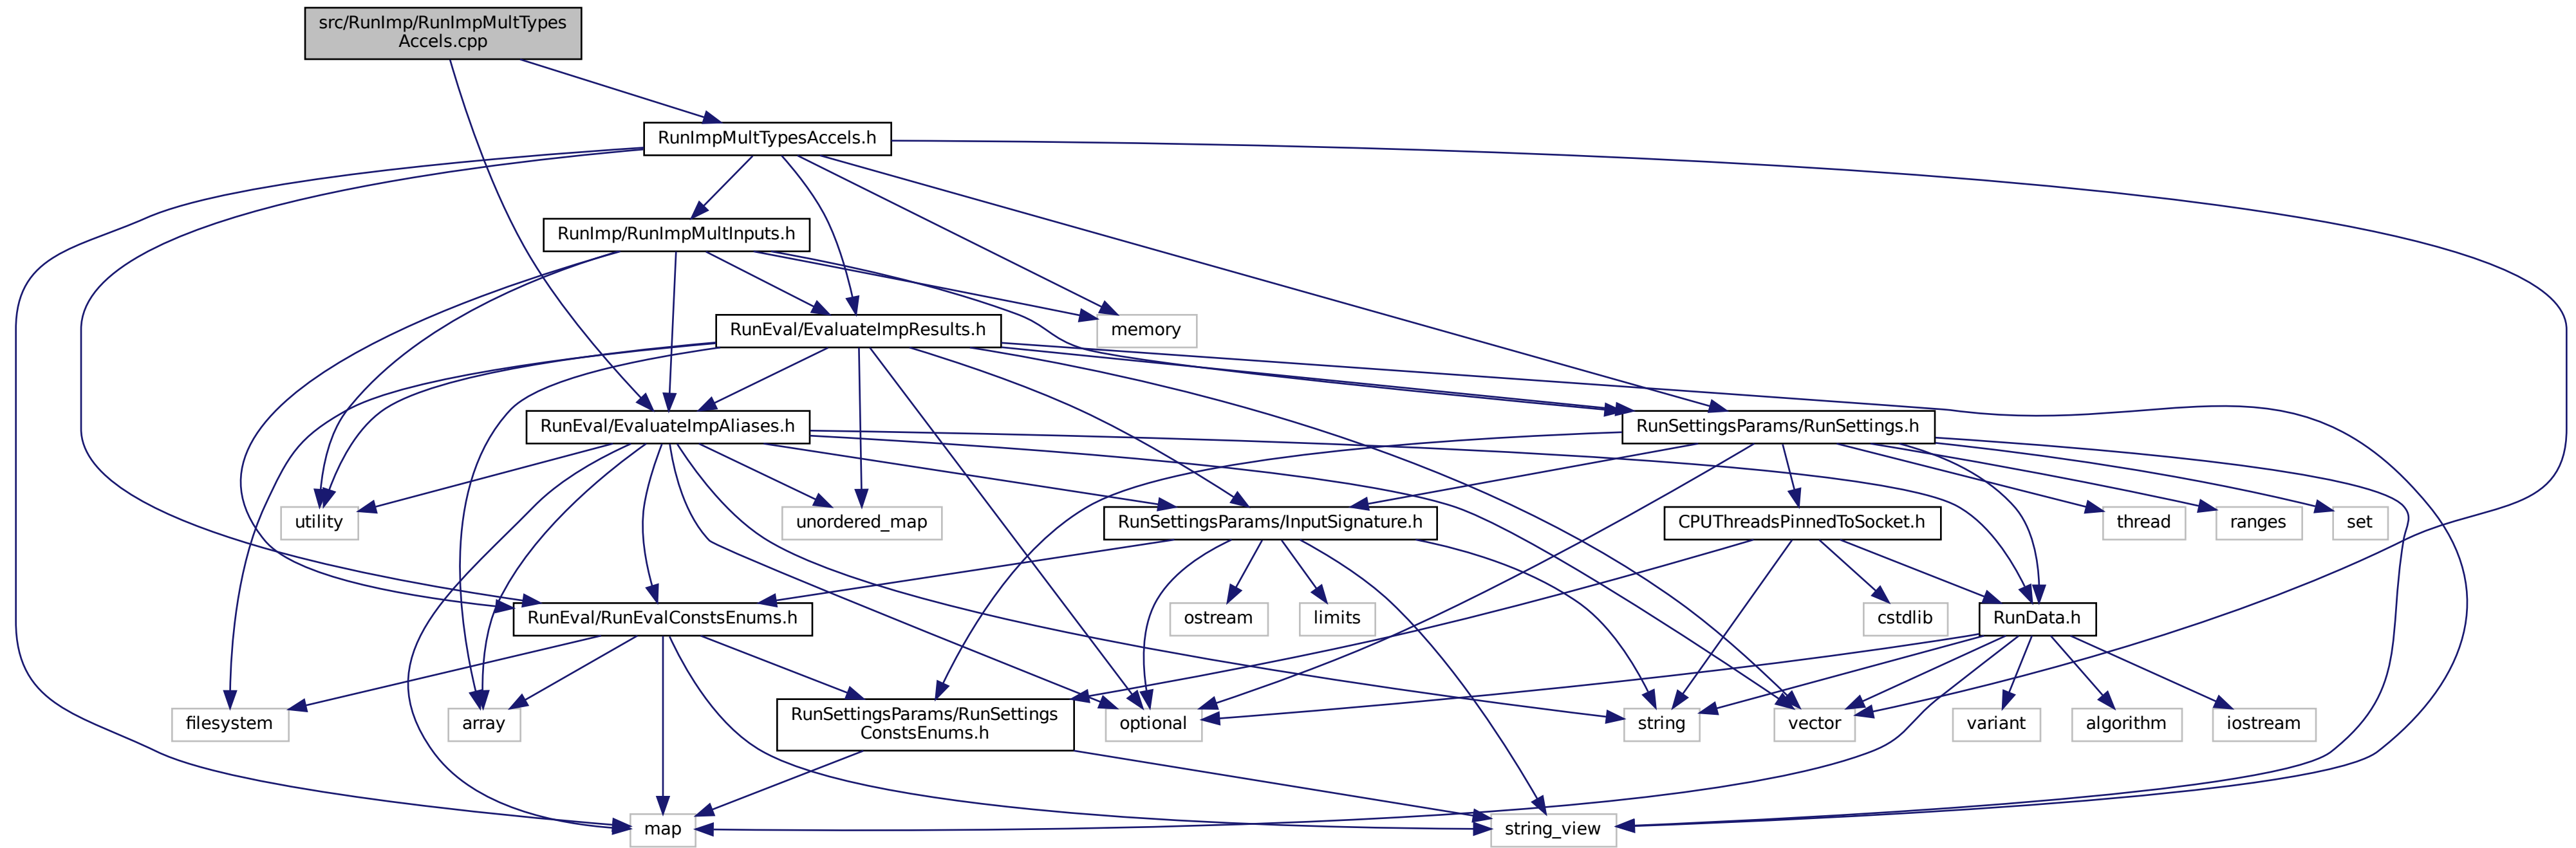 src/RunImp/RunImpMultTypes
Accels.cpp
RunImpMultTypesAccels.h
RunImp/RunImpMultInputs.h
RunEval/EvaluateImpResults.h
memory
RunEval/EvaluateImpAliases.h
RunSettingsParams/RunSettings.h
utility
unordered_map
RunSettingsParams/InputSignature.h
CPUThreadsPinnedToSocket.h
thread
ranges
set
RunEval/RunEvalConstsEnums.h
ostream
limits
cstdlib
RunData.h
filesystem
array
RunSettingsParams/RunSettings
ConstsEnums.h
optional
string
vector
variant
algorithm
iostream
map
string_view